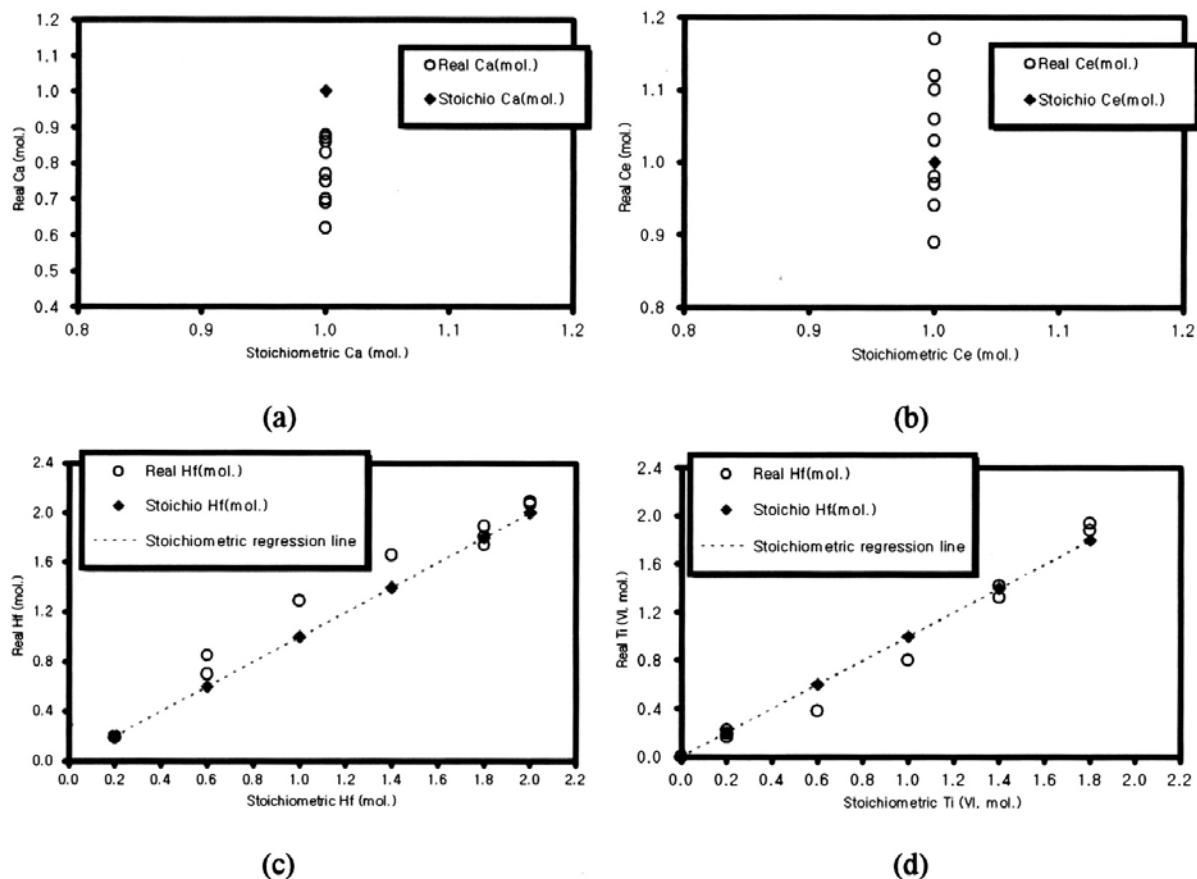 1.2
1.1
1.0
0.9
0.8
0.7
0.6
0.5
0.4
Real Ca (mol.)
Real Ca(mol.)
Stoichio Ca(mol.)
0.8 0.9 1.0 1.1 1.2
Stoichiometric Ca (mol.)
(a)
1.2
1.1
1.0
0.9
0.8
Real Ce (mol.)
Real Ce(mol.)
Stoichio Ce(mol.)
0.8 0.9 1.0 1.1 1.2
Stoichiometric Ce (mol.)
(b)
2.4
2.0
1.6
1.2
0.8
0.4
0.0
Real Hf (mol.)
Real Hf(mol.)
Stoichio Hf(mol.)
Stoichiometric regression line
0.0 0.2 0.4 0.6 0.8 1.0 1.2 1.4 1.6 1.8 2.0 2.2
Stoichiometric Hf (mol.)
(c)
2.4
2.0
1.6
1.2
0.8
0.4
0.0
Real Ti (VI. mol.)
Real Hf(mol.)
Stoichio Hf(mol.)
Stoichiometric regression line
0.0 0.2 0.4 0.6 0.8 1.0 1.2 1.4 1.6 1.8 2.0 2.2
Stoichiometric Ti (VI. mol.)
(d)